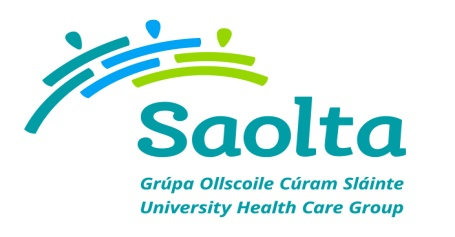 Saolta
Grúpa Ollscoile Cúram Sláinte
University Health Care Group